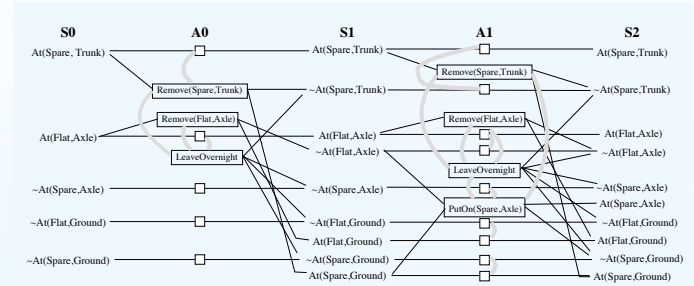 S0 A0 S1 A1 S2
At(Spare, Trunk) At(Spare,Trunk) At(Spare,Trunk)
Remove(Spare,Trunk)
Remove(Spare,Trunk) ~At(Spare,Trunk) ~At(Spare,Trunk)
Remove(Flat,Axle) Remove(Flat,Axle)
At(Flat,Axle) At(Flat,Axle) At(Flat,Axle)
~At(Flat,Axle) ~At(Flat,Axle)
LeaveOvernight
LeaveOvernight
~At(Spare,Axle) ~At(Spare,Axle) ~At(Spare,Axle)
At(Spare,Axle)
PutOn(Spare,Axle)
~At(Flat,Ground) ~At(Flat,Ground) ~At(Flat,Ground)
At(Flat,Ground) At(Flat,Ground)
~At(Spare,Ground) ~At(Spare,Ground) ~At(Spare,Ground)
At(Spare,Ground) At(Spare,Ground)